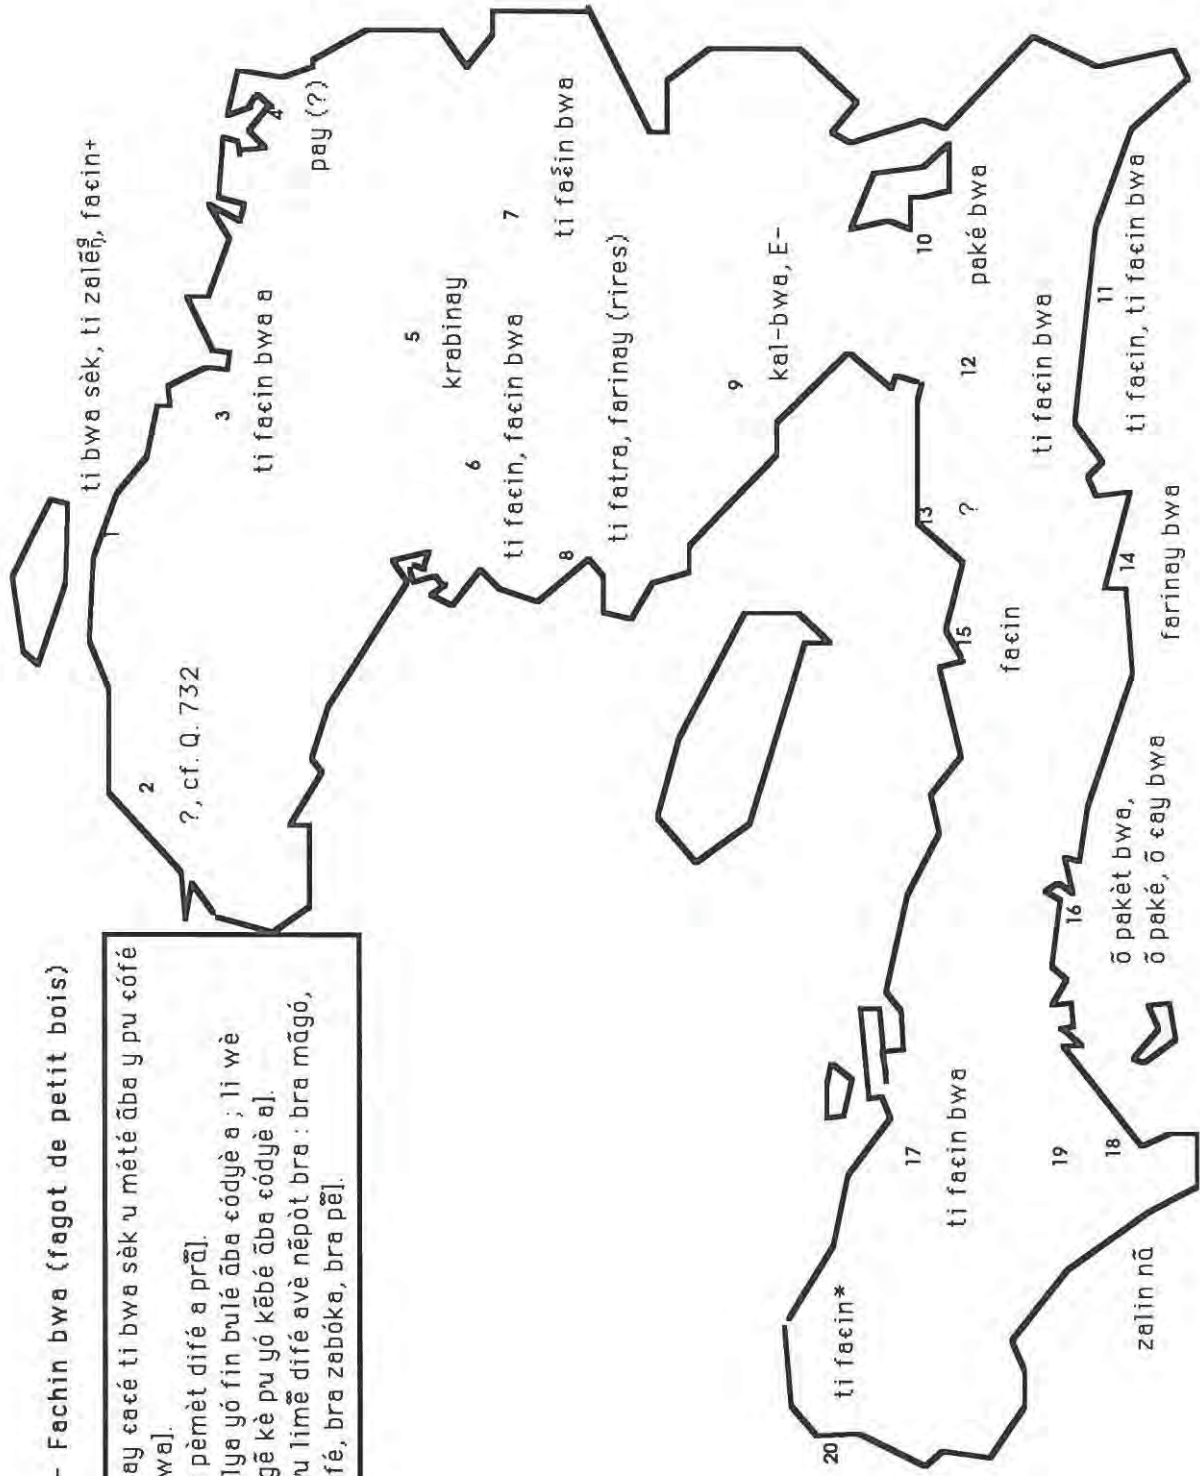 - Fachin bwa (fagot de petit bois)
ay ɛaɛé ti bwa sèk u mété ãba y pu ɛófé
wa].
pèmèt difé a prã].
lya yó fin bulé ãba ɛódyè a ; li wè
gẽ kè pu yó kẽbé ãba ɛódyè a].
u limẽ difé avè nẽpòt bra : bra mãgó,
fé, bra zabóka, bra pẽ].
ti bwa sèk, ti zalẽg, faɛin+
2
?, cf. Q. 732
3
ti faɛin bwa a
4
pay (?)
5
krabinay
6
ti faɛin, faɛin bwa
7
ti fašin bwa
8
ti fatra, farinay (rires)
9
kal-bwa, E-
10
paké bwa
12
ti faɛin bwa
11
ti faɛin, ti faɛin bwa
13
?
14
farinay bwa
15
faɛin
16
õ pakèt bwa,
õ paké, õ ɛay bwa
17
ti faɛin bwa
19
18
zalin nã
20
ti faɛin*